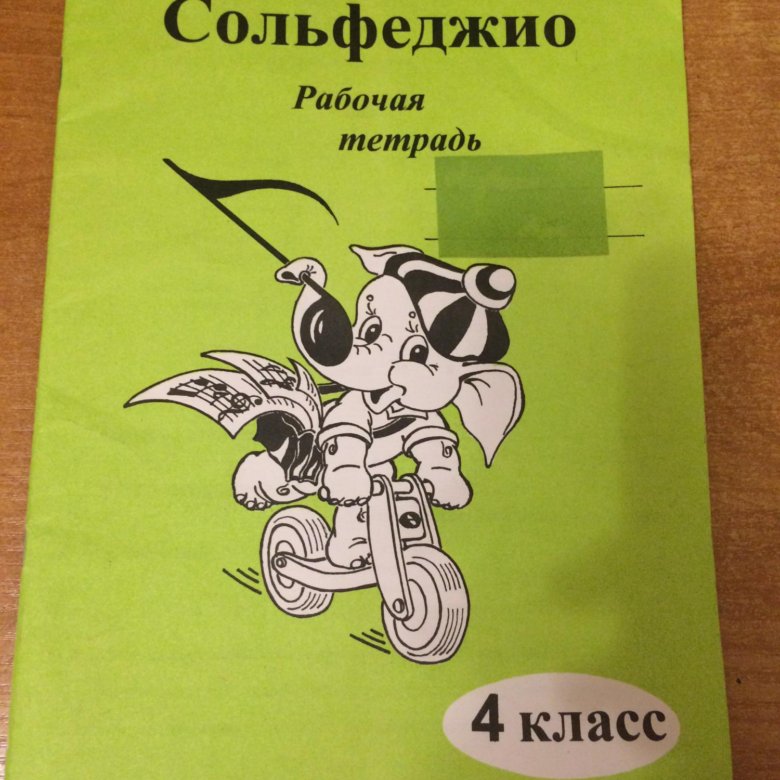 Сольфеджио
Рабочая
тетрадь
4 класс